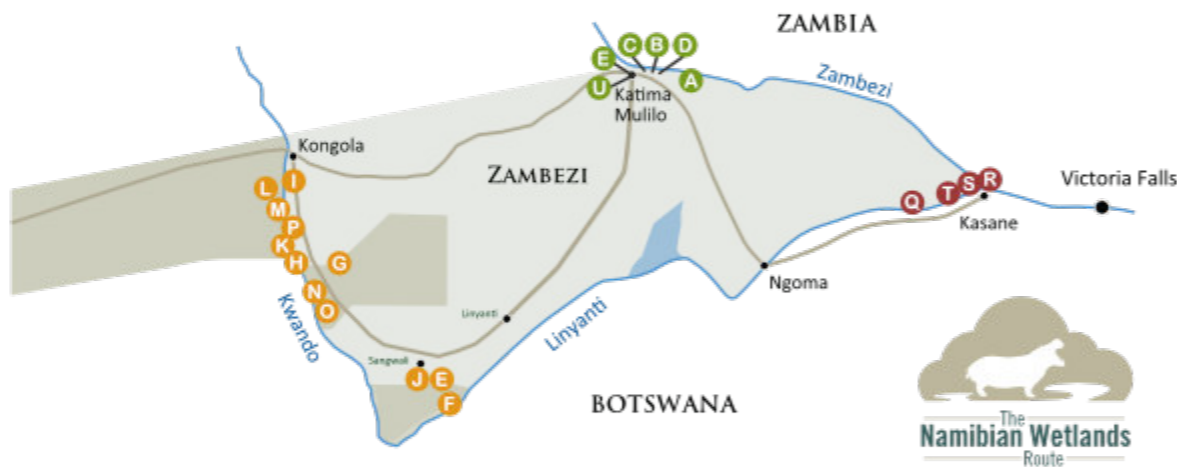 ZAMBIA
C B D
E
U
A
Katima
Mulilo
Zambezi
Kongola
ZAMBEZI
L I
M
P
K
H
G
N
O
Kwando
S R
T
Q
Victoria Falls
Kasane
Ngoma
Linyanti
Linyanti
Sangwali
J E
F
BOTSWANA
The
Namibian Wetlands
Route